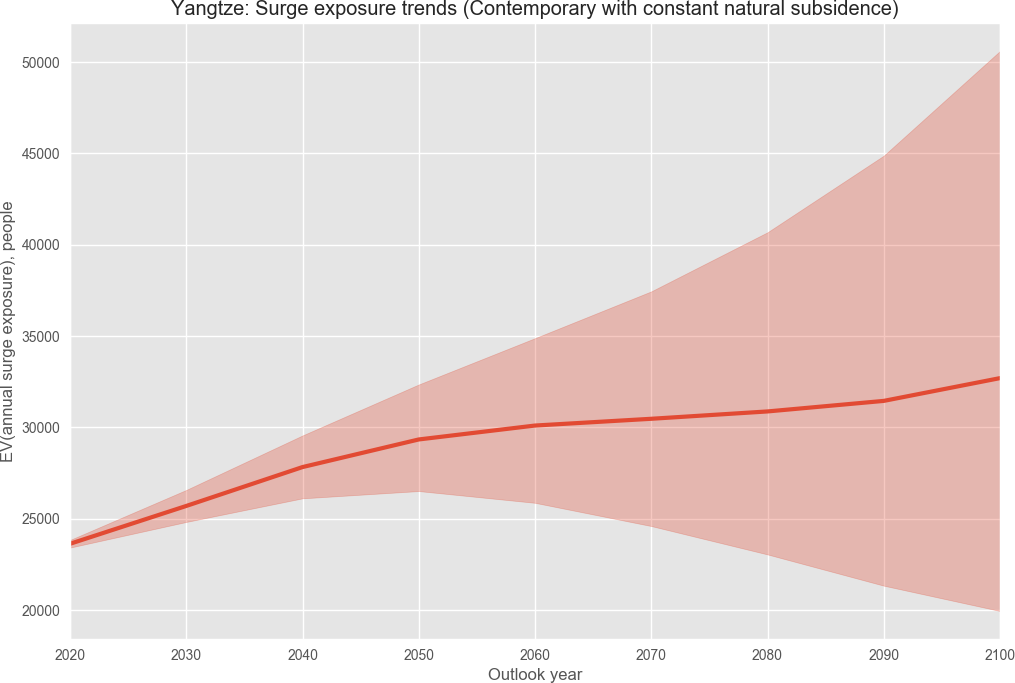 Yangtze: Surge exposure trends (Contemporary with constant natural subsidence)
EV(annual surge exposure), people
50000
45000
40000
35000
30000
25000
20000
2020 2030 2040 2050 2060 2070 2080 2090 2100
Outlook year